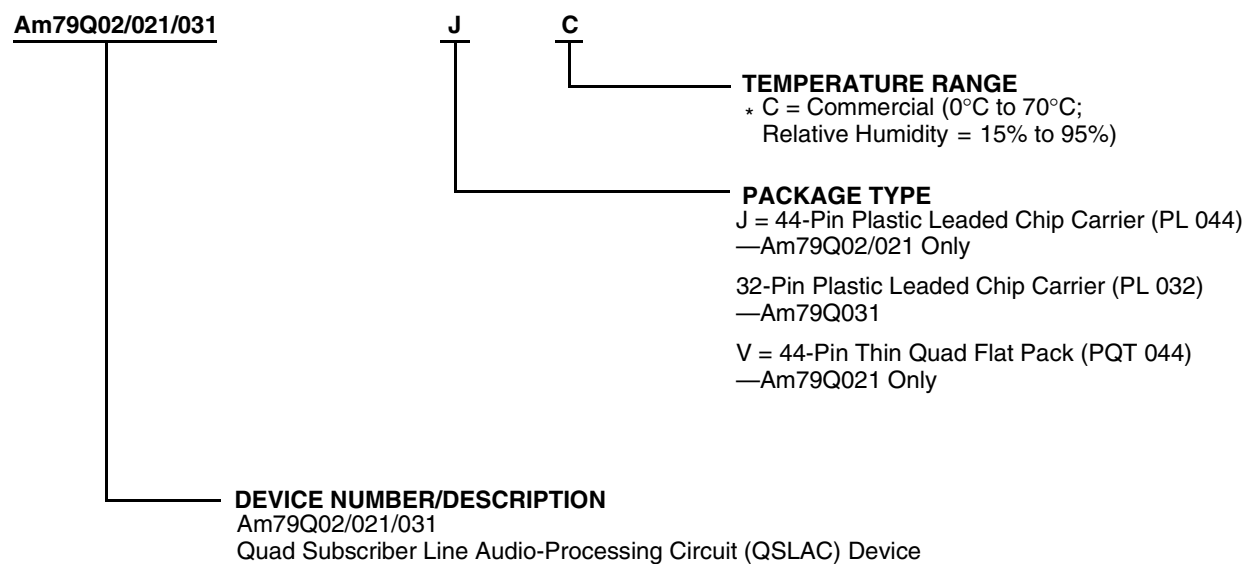 Am79Q02/021/031 J C
TEMPERATURE RANGE
* C = Commercial (0°C to 70°C;
Relative Humidity = 15% to 95%)
PACKAGE TYPE
J = 44-Pin Plastic Leaded Chip Carrier (PL 044)
—Am79Q02/021 Only
32-Pin Plastic Leaded Chip Carrier (PL 032)
—Am79Q031
V = 44-Pin Thin Quad Flat Pack (PQT 044)
—Am79Q021 Only
DEVICE NUMBER/DESCRIPTION
Am79Q02/021/031
Quad Subscriber Line Audio-Processing Circuit (QSLAC) Device